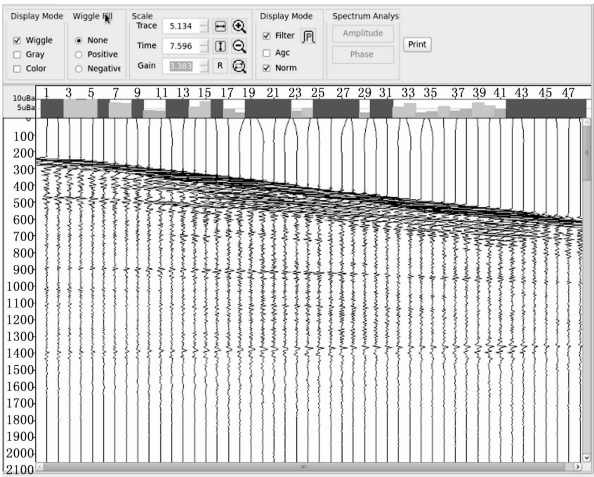 Display Mode Wiggle Fill Scale Display Mode Spectrum Analys
Trace 5.134
Wiggle None Filter Amplitude
Time 7.596
Gray Positive Agc Phase Print
Gain 3.383 R
Color Negative Norm
1 3 5 7 9 11 13 15 17 19 21 23 25 27 29 31 33 35 37 39 41 43 45 47
10uBa
5uBa
0
100
200
300
400
500
600
700
800
900
1000
1100
1200
1300
1400
1500
1600
1700
1800
1900
2000
2100